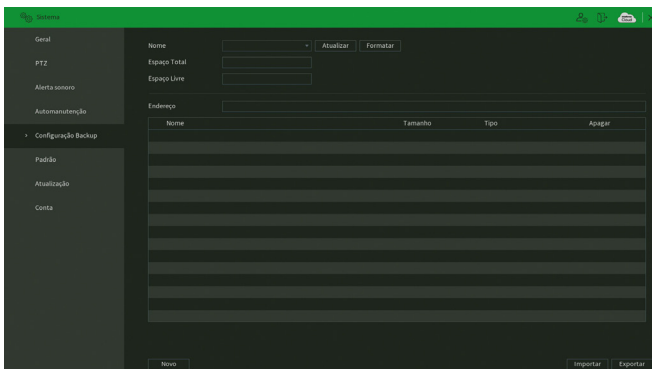 Sistema
Geral
PTZ
Alerta sonoro
Automanutenção
Configuração Backup
Padrão
Atualização
Conta
Nome Atualizar Formatar
Espaço Total
Espaço Livre
Endereço
Nome Tamanho Tipo Apagar
Novo Importar Exportar